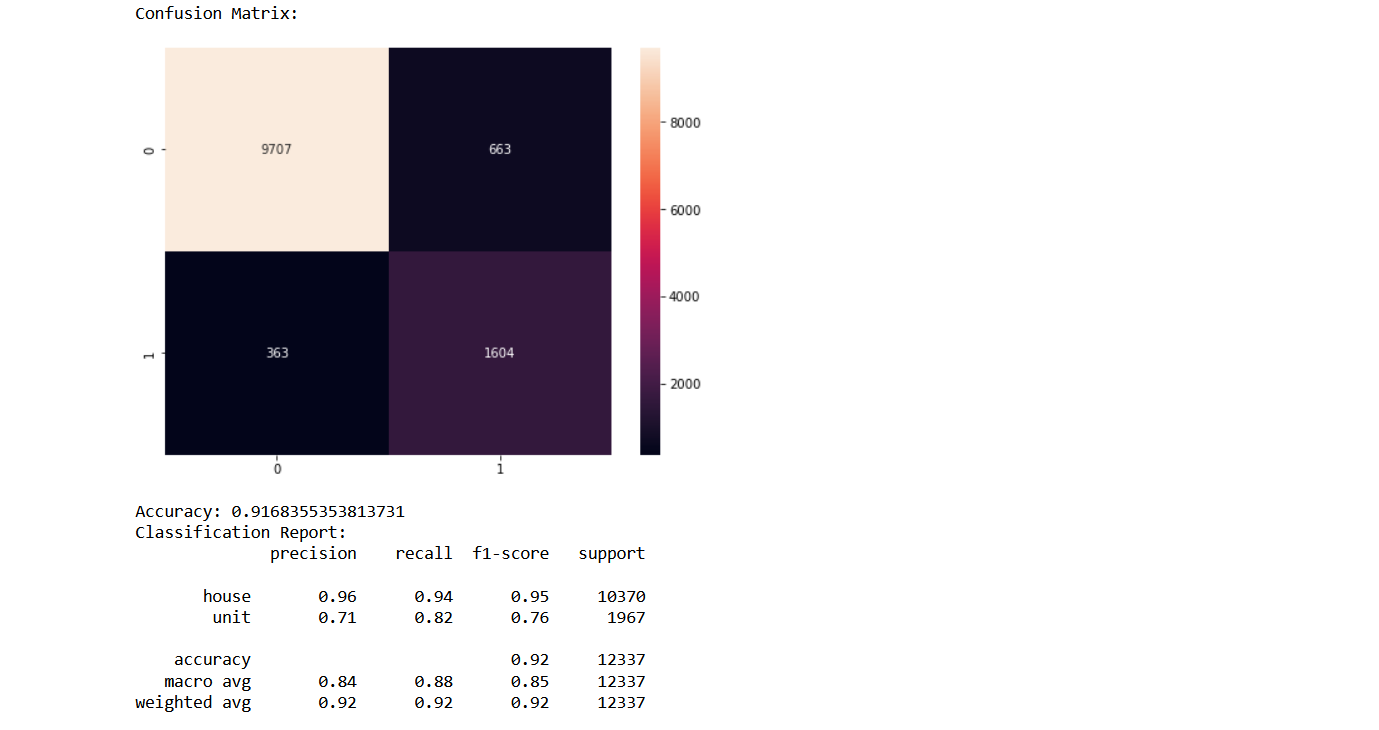 Confusion Matrix:
9707 663
363 1604
0
1
0 1
8000
6000
4000
2000
Accuracy: 0.9168355353813731
Classification Report:
precision recall f1-score support
house 0.96 0.94 0.95 10370
unit 0.71 0.82 0.76 1967
accuracy 0.92 12337
macro avg 0.84 0.88 0.85 12337
weighted avg 0.92 0.92 0.92 12337